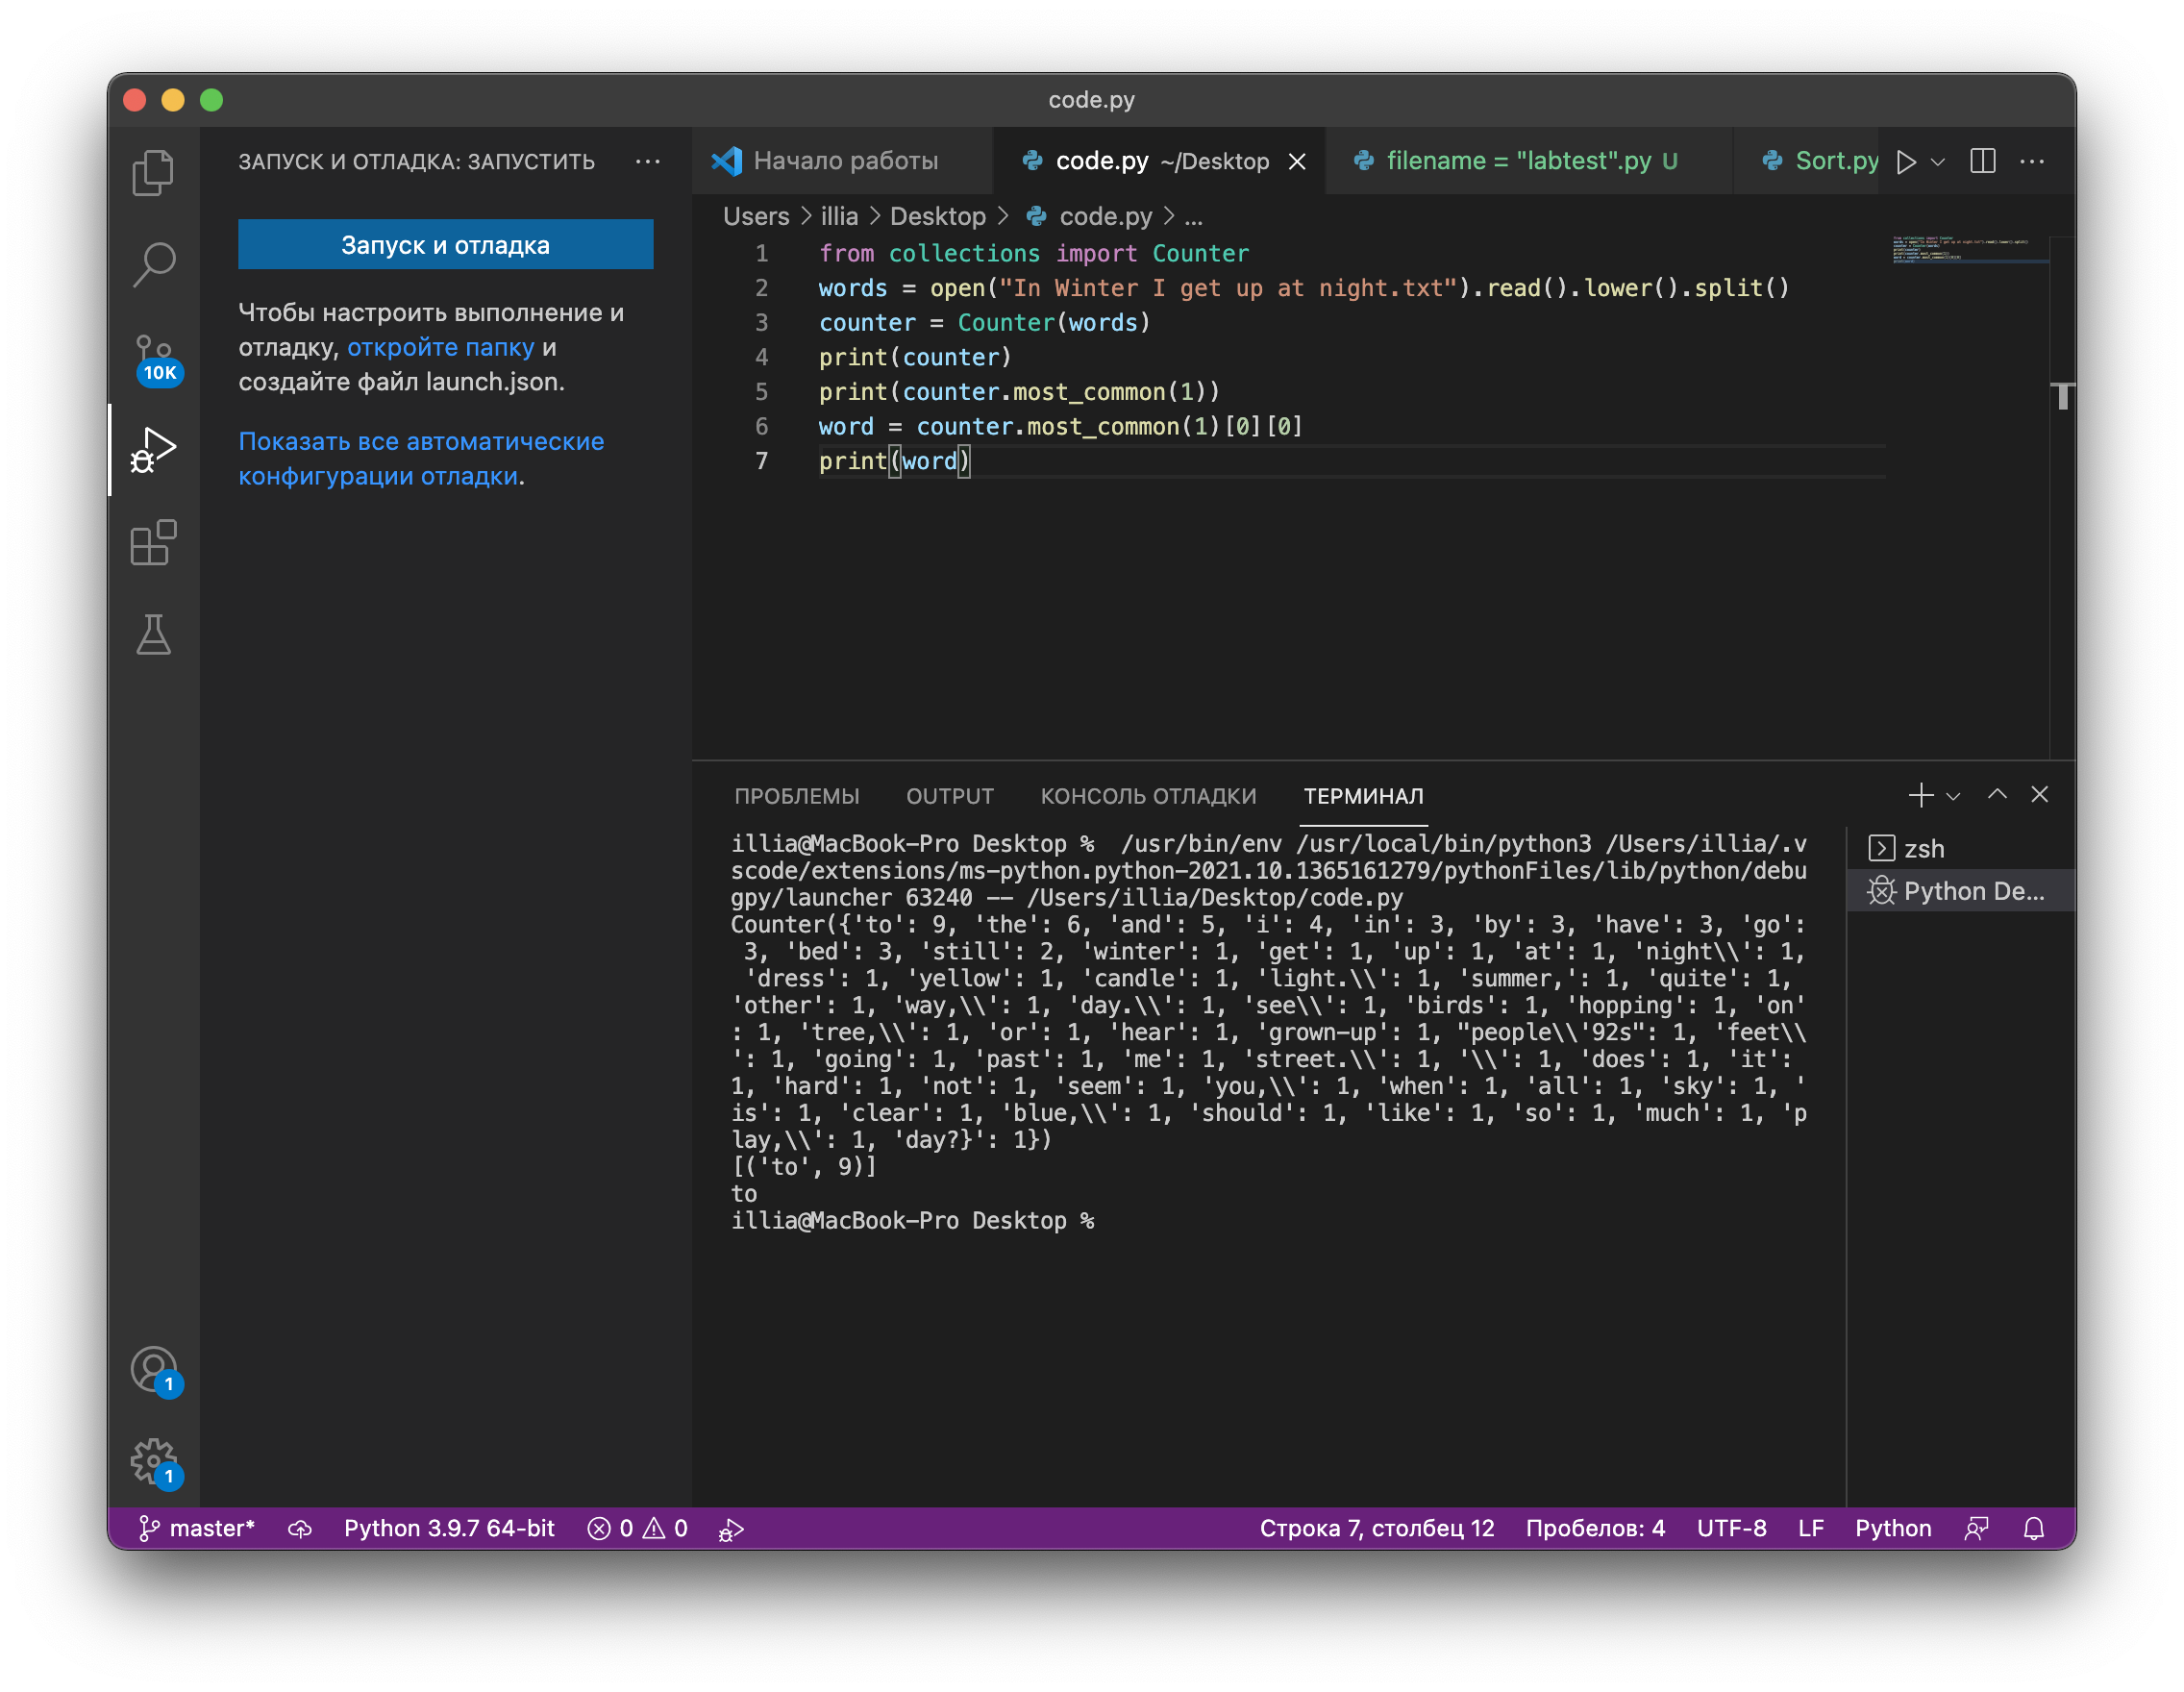 code.py
ЗАПУСК И ОТЛАДКА: ЗАПУСТИТЬ ...
Запуск и отладка
Чтобы настроить выполнение и
отладку, откройте папку и
создайте файл launch.json.
Показать все автоматические
конфигурации отладки.
10K
1
1
Начало работы
code.py ~/Desktop
filename = "labtest".py U
Sort.py
Users > illia > Desktop > code.py > ...
1 from collections import Counter
2 words = open("In Winter I get up at night.txt").read().lower().split()
3 counter = Counter(words)
4 print(counter)
5 print(counter.most_common(1))
6 word = counter.most_common(1)[0][0]
7 print(word)
ПРОБЛЕМЫ OUTPUT КОНСОЛЬ ОТЛАДКИ ТЕРМИНАЛ
illia@MacBook-Pro Desktop %  /usr/bin/env /usr/local/bin/python3 /Users/illia/.v
scode/extensions/ms-python.python-2021.10.1365161279/pythonFiles/lib/python/debu
gpy/launcher 63240 -- /Users/illia/Desktop/code.py
Counter({'to': 9, 'the': 6, 'and': 5, 'i': 4, 'in': 3, 'by': 3, 'have': 3, 'go':
 3, 'bed': 3, 'still': 2, 'winter': 1, 'get': 1, 'up': 1, 'at': 1, 'night\\': 1,
 'dress': 1, 'yellow': 1, 'candle': 1, 'light.\\': 1, 'summer,': 1, 'quite': 1,
'other': 1, 'way,\\': 1, 'day.\\': 1, 'see\\': 1, 'birds': 1, 'hopping': 1, 'on'
: 1, 'tree,\\': 1, 'or': 1, 'hear': 1, 'grown-up': 1, "people\\'92s": 1, 'feet\\
': 1, 'going': 1, 'past': 1, 'me': 1, 'street.\\': 1, '\\': 1, 'does': 1, 'it':
1, 'hard': 1, 'not': 1, 'seem': 1, 'you,\\': 1, 'when': 1, 'all': 1, 'sky': 1, '
is': 1, 'clear': 1, 'blue,\\': 1, 'should': 1, 'like': 1, 'so': 1, 'much': 1, 'p
lay,\\': 1, 'day?}': 1})
[('to', 9)]
to
illia@MacBook-Pro Desktop %
zsh
Python De...
master* Python 3.9.7 64-bit 0 0 Строка 7, столбец 12 Пробелов: 4 UTF-8 LF Python